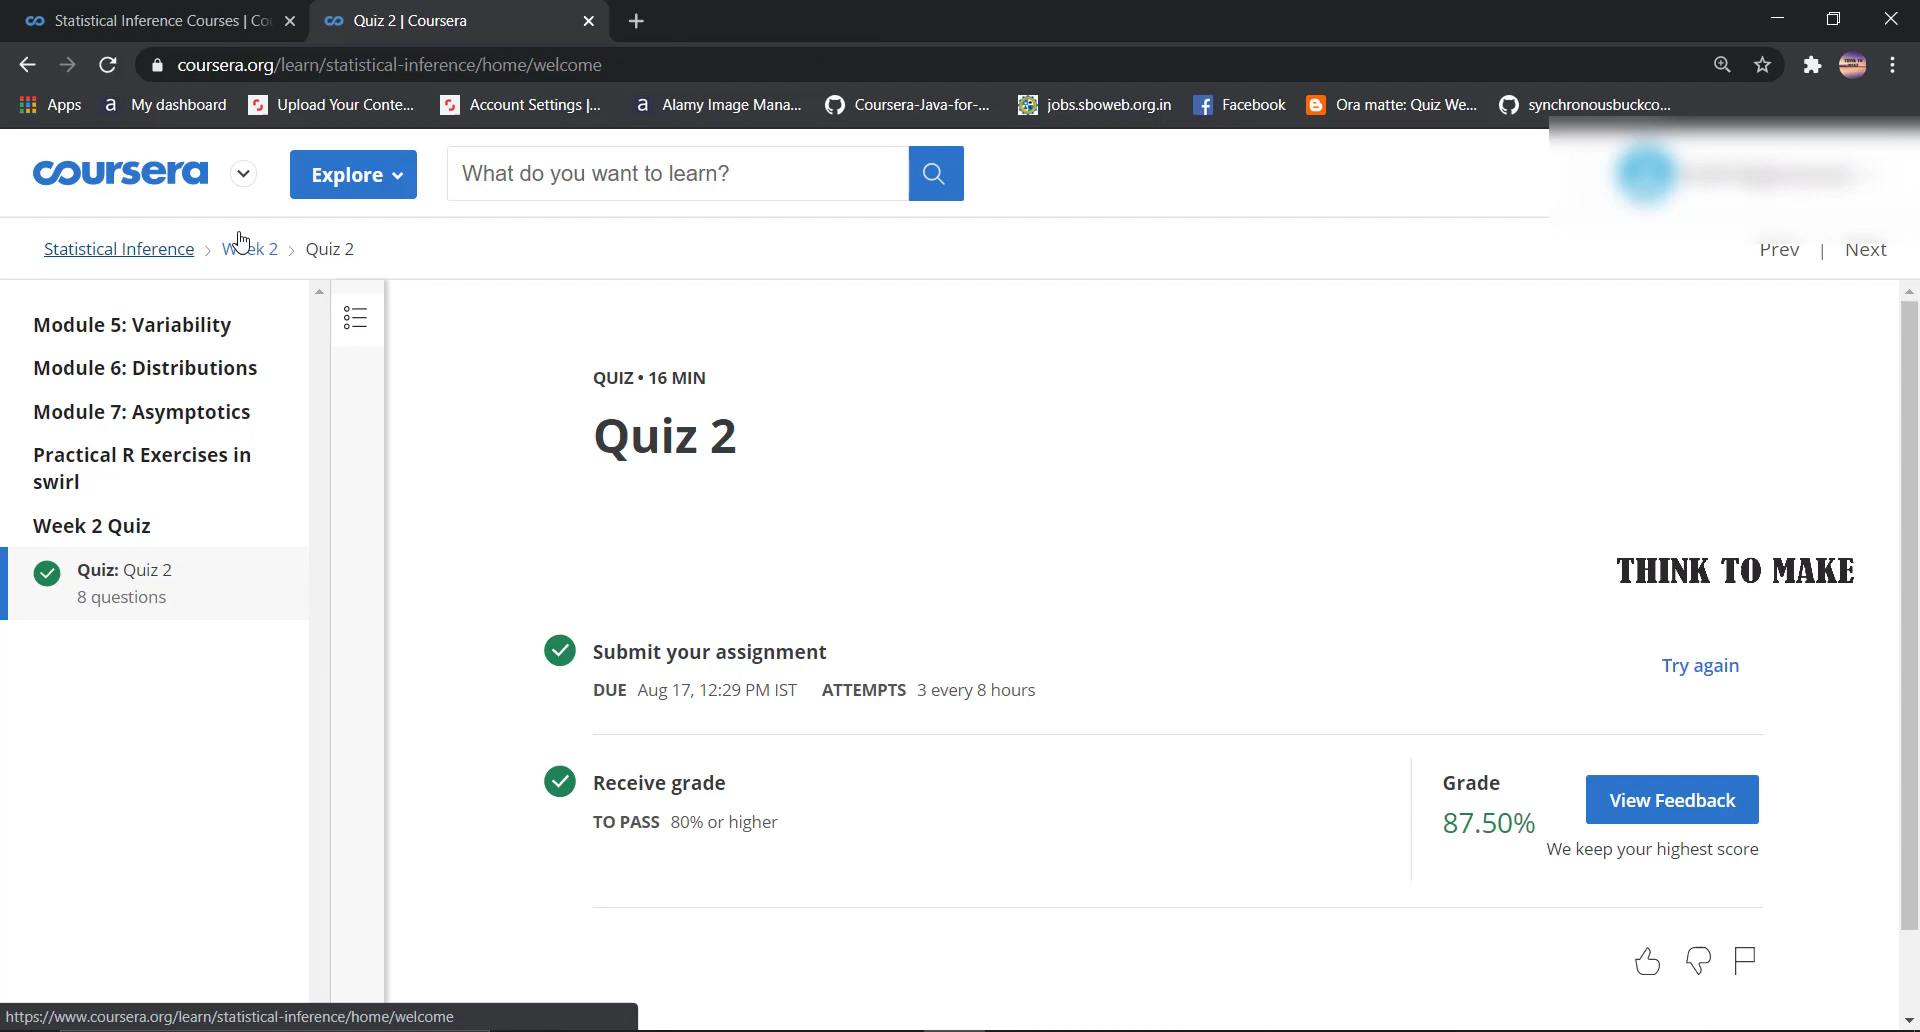 Statistical Inference Courses | Co
Quiz 2 | Coursera
coursera.org/learn/statistical-inference/home/welcome
Apps
a My dashboard
Upload Your Conte...
Account Settings |...
a Alamy Image Mana...
Coursera-Java-for-...
jobs.sboweb.org.in
Facebook
Ora matte: Quiz We...
synchronousbuckco...
coursera
Explore
What do you want to learn?
Statistical Inference > Week 2 > Quiz 2
Prev | Next
Module 5: Variability
Module 6: Distributions
Module 7: Asymptotics
Practical R Exercises in
swirl
Week 2 Quiz
Quiz: Quiz 2
8 questions
QUIZ • 16 MIN
Quiz 2
THINK TO MAKE
Submit your assignment
Try again
DUE Aug 17, 12:29 PM IST ATTEMPTS 3 every 8 hours
Receive grade
TO PASS 80% or higher
Grade
87.50%
View Feedback
We keep your highest score
https://www.coursera.org/learn/statistical-inference/home/welcome